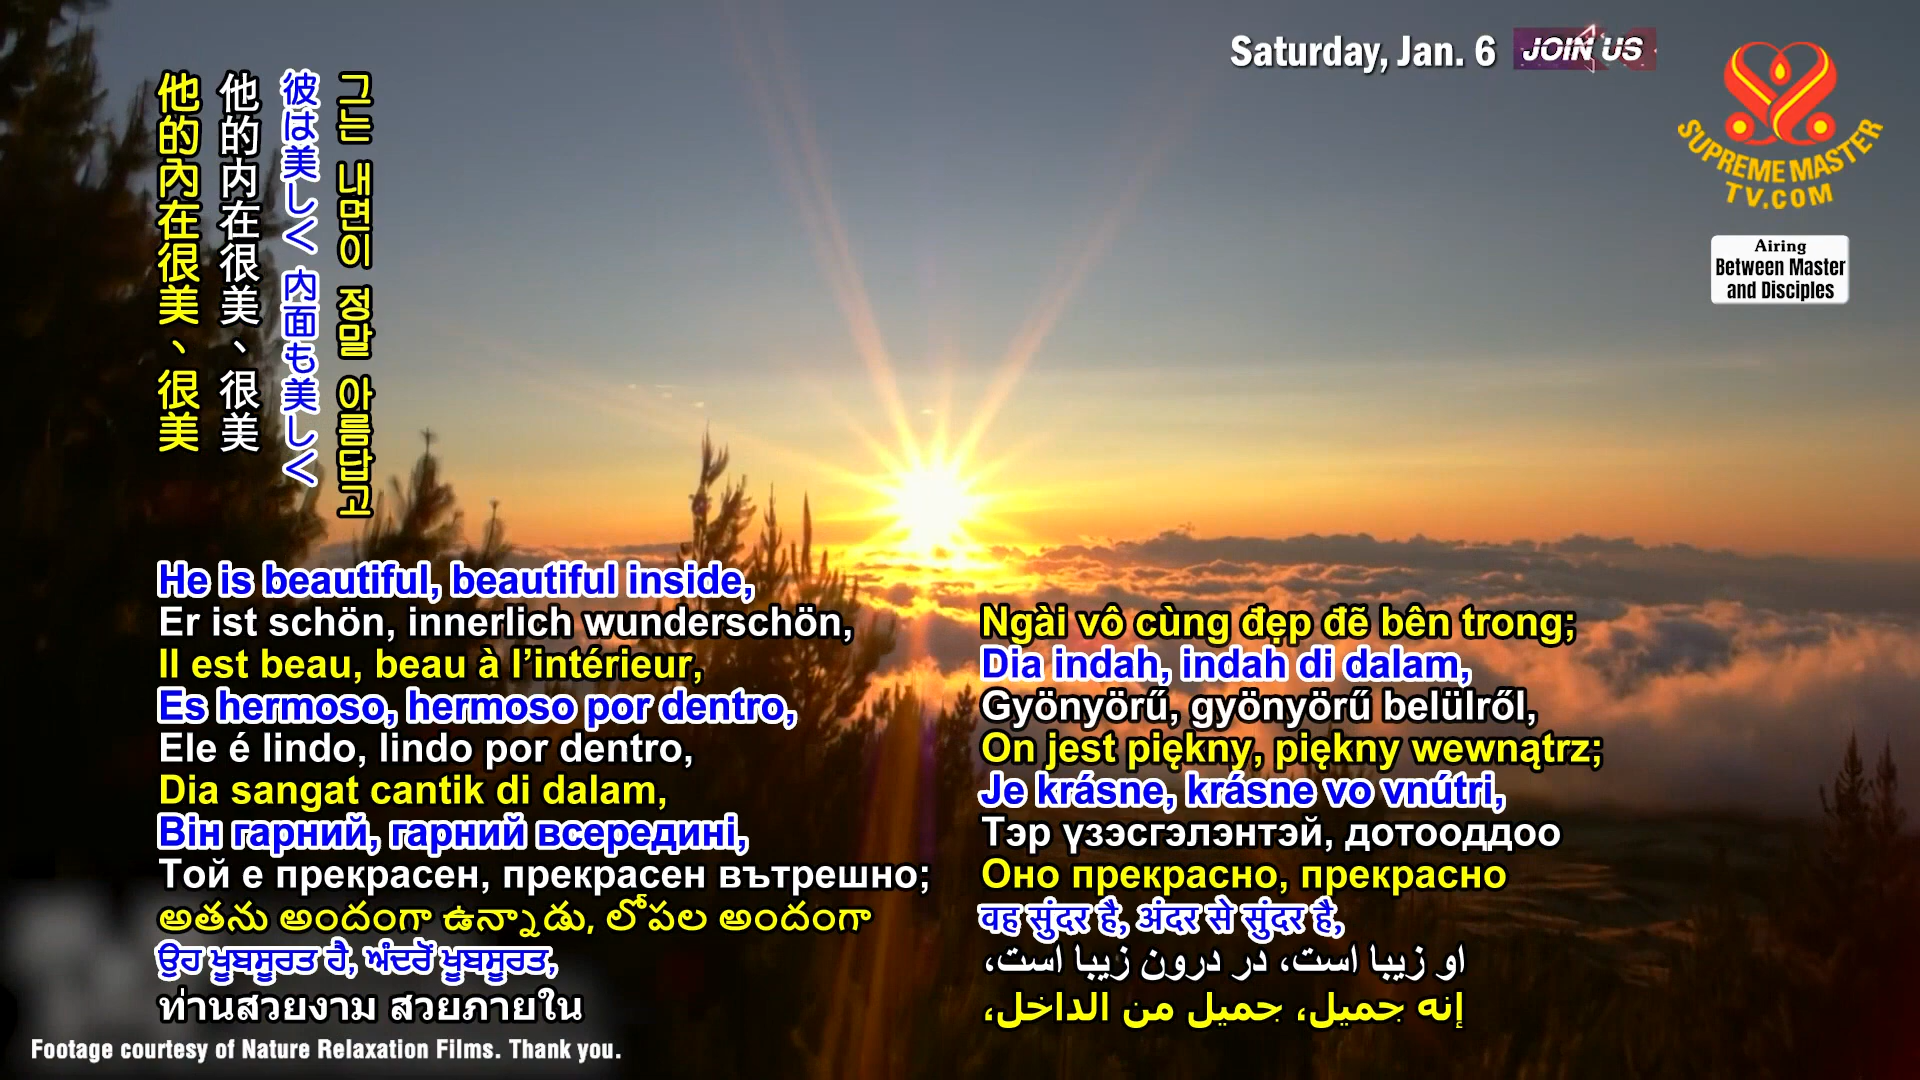 Saturday, Jan. 6 JOIN US
SUPREME MASTER
TV.COM
Airing
Between Master
and Disciples
그는 내면이 정말 아름답고
彼は美しく 内面も美しく
他的内在很美、很美
他的內在很美、很美
He is beautiful, beautiful inside,
Er ist schön, innerlich wunderschön,
Il est beau, beau à l’intérieur,
Es hermoso, hermoso por dentro,
Ele é lindo, lindo por dentro,
Dia sangat cantik di dalam,
Він гарний, гарний всередині,
Той е прекрасен, прекрасен вътрешно;
అతను అందంగా ఉన్నాడు, లోపల అందంగా
ਉਹ ਖ਼ੂਬਸੂਰਤ ਹੈ, ਅੰਦਰੋਂ ਖ਼ੂਬਸੂਰਤ,
ท่านสวยงาม สวยภายใน
Ngài vô cùng đẹp đẽ bên trong;
Dia indah, indah di dalam,
Gyönyörű, gyönyörű belülről,
On jest piękny, piękny wewnątrz;
Je krásne, krásne vo vnútri,
Тэр үзэсгэлэнтэй, дотооддоо
Оно прекрасно, прекрасно
वह सुंदर है, अंदर से सुंदर है,
او زیبا است، در درون زیبا است،
إنه جميل، جميل من الداخل،
Footage courtesy of Nature Relaxation Films. Thank you.